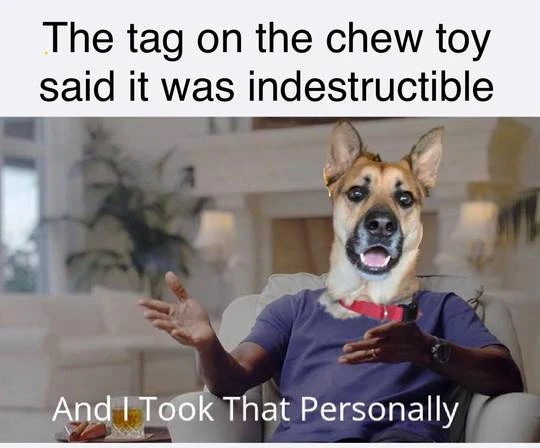 The tag on the chew toy
said it was indestructible
And I Took That Personally